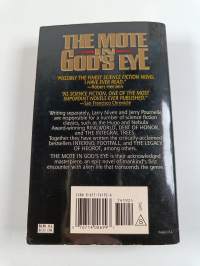 THE MOTE
IN
GOD'S EYE
"POSSIBLY THE FINEST SCIENCE FICTION NOVEL
I HAVE EVER READ."
—Robert Heinlein
"AS SCIENCE FICTION, ONE OF THE MOST
IMPORTANT NOVELS EVER PUBLISHED."
—San Francisco Chronicle
Writing separately, Larry Niven and Jerry Pournelle
are responsible for a number of science fiction
classics, such as the Hugo and Nebula
Award-winning RINGWORLD, DEBT OF HONOR,
and THE INTEGRAL TREES.
Together they have written the critically-acclaimed
bestsellers INFERNO, FOOTFALL, and THE LEGACY
OF HEOROT, among others.
THE MOTE IN GOD'S EYE is their acknowledged
masterpiece, an epic novel of mankind's first
encounter with alien life that transcends the genre.